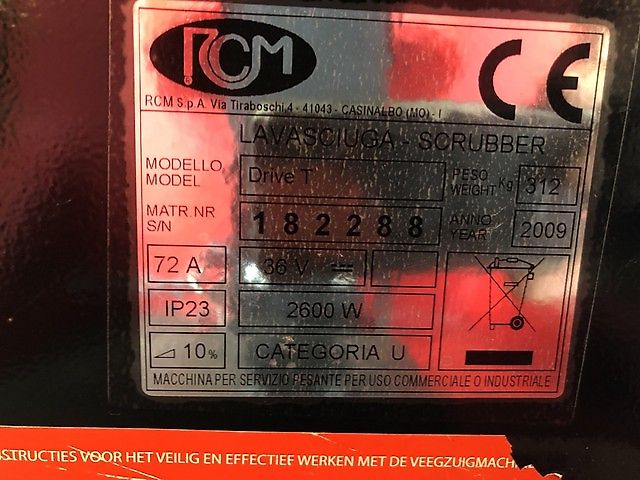 RCM
CE
RCM S.p.A. Via Tiraboschi,4 - 41043 - CASINALBO (MO) - I
LAVASCIUGA - SCRUBBER
MODELLO
MODEL
Drive T
PESO
WEIGHT Kg
312
MATR.NR
S/N
182288
ANNO
YEAR
2009
72 A
36 V
IP23
2600 W
10%
CATEGORIA U
MACCHINA PER SERVIZIO PESANTE PER USO COMMERCIALE O INDUSTRIALE
VOOR HET VEILIG EN EFFECTIEF WERKEN MET DE